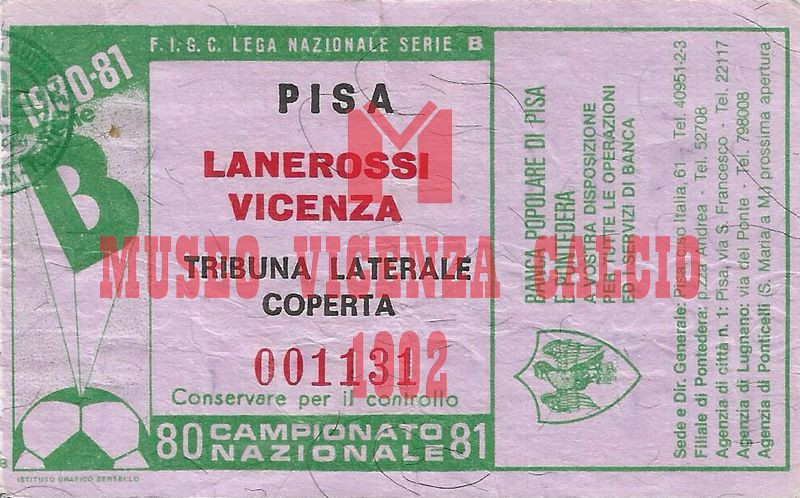 F.I.G.C. LEGA NAZIONALE SERIE B
1980-81
B
PISA
LANEROSSI
VICENZA
TRIBUNA LATERALE
COPERTA
001131
Conservare per il controllo
80 CAMPIONATO NAZIONALE 81
ISTITUTO GRAFICO BERTELLO
B
M
MUSEO VICENZA CALCIO
1902
BANCA POPOLARE DI PISA
E PONTEDERA
A VOSTRA DISPOSIZIONE
PER TUTTE LE OPERAZIONI
ED I SERVIZI DI BANCA
Sede e Dir. Generale: Pisa, c.so Italia, 61 - Tel. 40951-2-3
Filiale di Pontedera: p.zza Andrea - Tel. 52708
Agenzia di città n. 1: Pisa, via S. Francesco - Tel. 22117
Agenzia di Lugnano: via del Ponte - Tel. 798008
Agenzia di Ponticelli (S. Maria a M.) prossima apertura